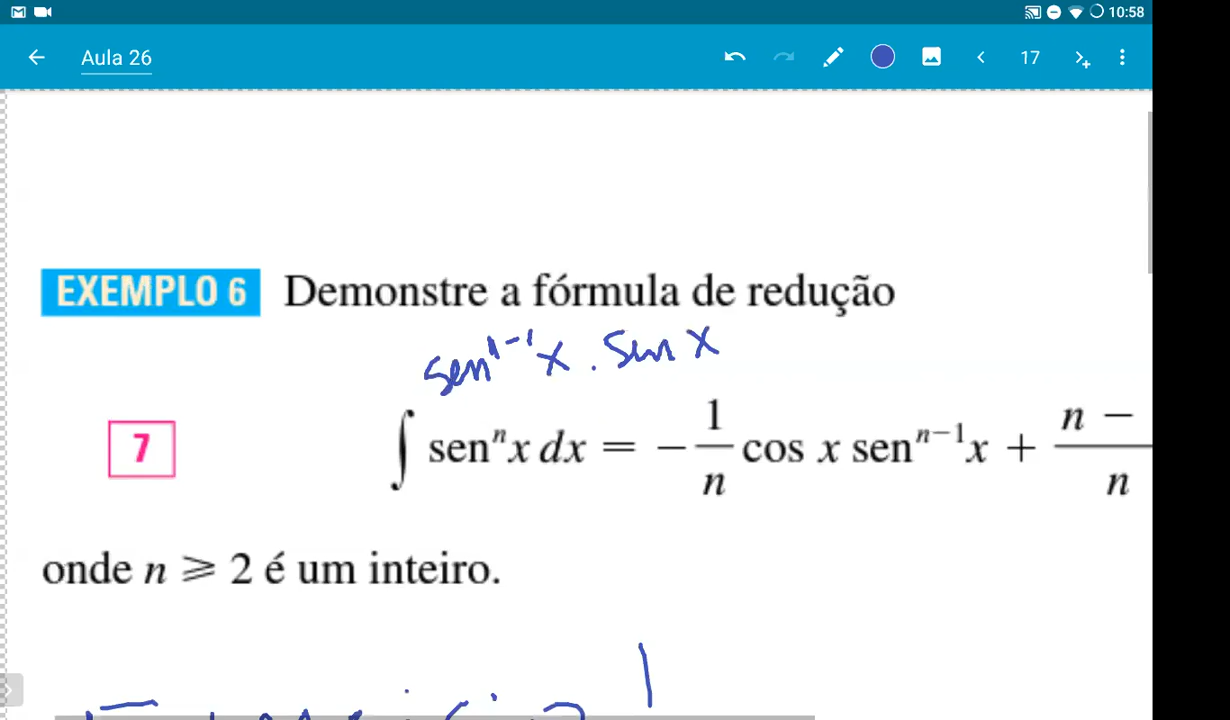 10:58
Aula 26
17
EXEMPLO 6 Demonstre a fórmula de redução
senⁿ⁻¹x . sen x
7 ∫ senⁿx dx = −1/n cos x senⁿ⁻¹x + n − / n
onde n ⩾ 2 é um inteiro.